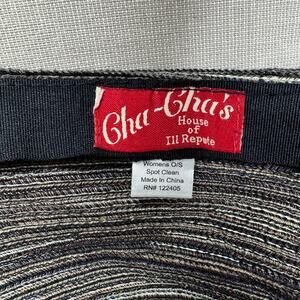 Cha-Cha's
House
of
Ill Repute
Womens O/S
Spot Clean
Made In China
RN# 122405